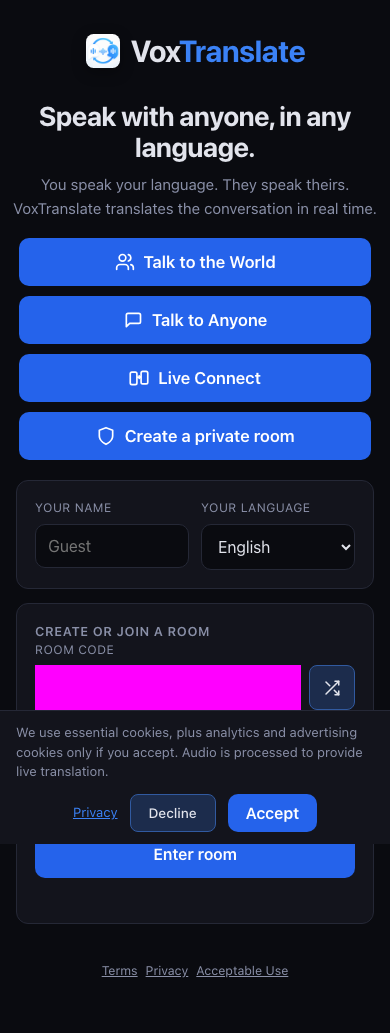 VoxTranslate
Speak with anyone, in any
language.
You speak your language. They speak theirs.
VoxTranslate translates the conversation in real time.
Talk to the World
Talk to Anyone
Live Connect
Create a private room
YOUR NAME
YOUR LANGUAGE
Guest
English
CREATE OR JOIN A ROOM
ROOM CODE
We use essential cookies, plus analytics and advertising
cookies only if you accept. Audio is processed to provide
live translation.
Privacy
Decline
Accept
Enter room
Terms Privacy Acceptable Use